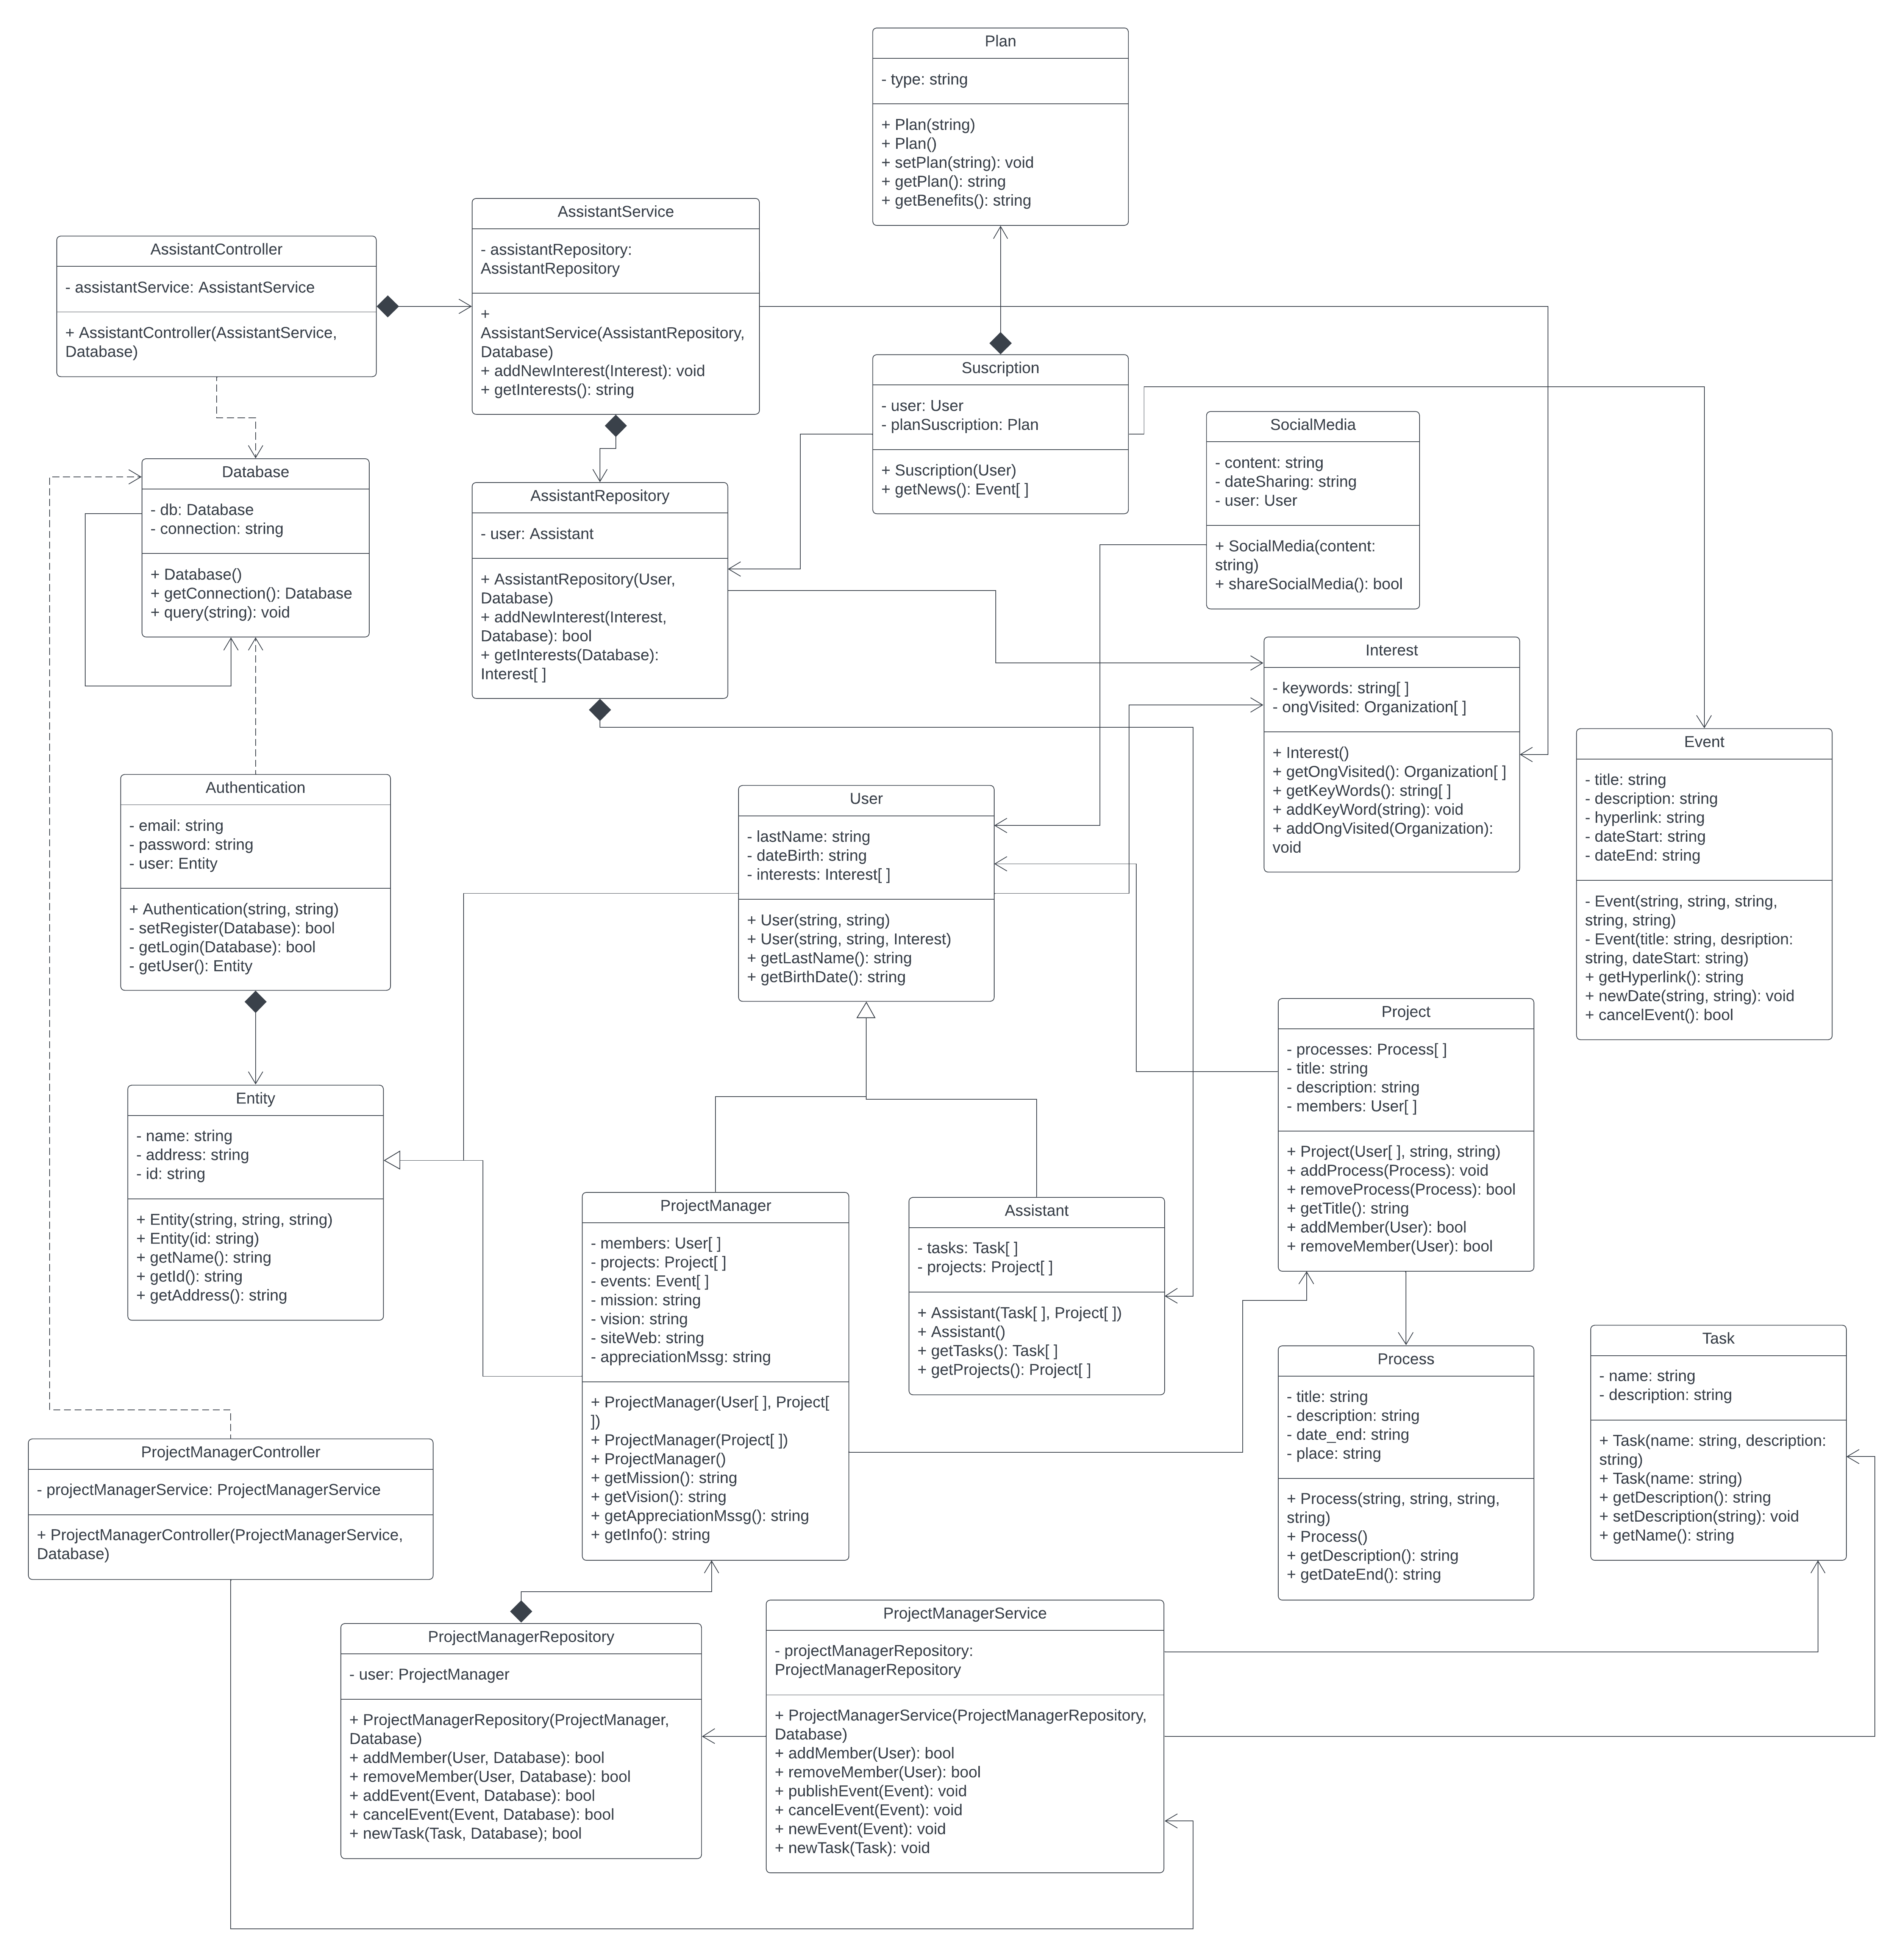 Plan
- type: string
+ Plan(string)
+ Plan()
+ setPlan(string): void
+ getPlan(): string
+ getBenefits(): string
AssistantService
- assistantRepository:
AssistantRepository
+
AssistantService(AssistantRepository,
Database)
+ addNewInterest(Interest): void
+ getInterests(): string
AssistantController
- assistantService: AssistantService
+ AssistantController(AssistantService,
Database)
Suscription
- user: User
- planSuscription: Plan
+ Suscription(User)
+ getNews(): Event[ ]
SocialMedia
- content: string
- dateSharing: string
- user: User
+ SocialMedia(content:
string)
+ shareSocialMedia(): bool
Database
- db: Database
- connection: string
+ Database()
+ getConnection(): Database
+ query(string): void
AssistantRepository
- user: Assistant
+ AssistantRepository(User,
Database)
+ addNewInterest(Interest,
Database): bool
+ getInterests(Database):
Interest[ ]
Interest
- keywords: string[ ]
- ongVisited: Organization[ ]
+ Interest()
+ getOngVisited(): Organization[ ]
+ getKeyWords(): string[ ]
+ addKeyWord(string): void
+ addOngVisited(Organization):
void
Event
- title: string
- description: string
- hyperlink: string
- dateStart: string
- dateEnd: string
- Event(string, string, string,
string, string)
- Event(title: string, desription:
string, dateStart: string)
+ getHyperlink(): string
+ newDate(string, string): void
+ cancelEvent(): bool
Authentication
- email: string
- password: string
- user: Entity
+ Authentication(string, string)
- setRegister(Database): bool
- getLogin(Database): bool
- getUser(): Entity
User
- lastName: string
- dateBirth: string
- interests: Interest[ ]
+ User(string, string)
+ User(string, string, Interest)
+ getLastName(): string
+ getBirthDate(): string
Project
- processes: Process[ ]
- title: string
- description: string
- members: User[ ]
+ Project(User[ ], string, string)
+ addProcess(Process): void
+ removeProcess(Process): bool
+ getTitle(): string
+ addMember(User): bool
+ removeMember(User): bool
Entity
- name: string
- address: string
- id: string
+ Entity(string, string, string)
+ Entity(id: string)
+ getName(): string
+ getId(): string
+ getAddress(): string
ProjectManager
- members: User[ ]
- projects: Project[ ]
- events: Event[ ]
- mission: string
- vision: string
- siteWeb: string
- appreciationMssg: string
+ ProjectManager(User[ ], Project[
])
+ ProjectManager(Project[ ])
+ ProjectManager()
+ getMission(): string
+ getVision(): string
+ getAppreciationMssg(): string
+ getInfo(): string
Assistant
- tasks: Task[ ]
- projects: Project[ ]
+ Assistant(Task[ ], Project[ ])
+ Assistant()
+ getTasks(): Task[ ]
+ getProjects(): Project[ ]
Process
- title: string
- description: string
- date_end: string
- place: string
+ Process(string, string, string,
string)
+ Process()
+ getDescription(): string
+ getDateEnd(): string
Task
- name: string
- description: string
+ Task(name: string, description:
string)
+ Task(name: string)
+ getDescription(): string
+ setDescription(string): void
+ getName(): string
ProjectManagerController
- projectManagerService: ProjectManagerService
+ ProjectManagerController(ProjectManagerService,
Database)
ProjectManagerRepository
- user: ProjectManager
+ ProjectManagerRepository(ProjectManager,
Database)
+ addMember(User, Database): bool
+ removeMember(User, Database): bool
+ addEvent(Event, Database): bool
+ cancelEvent(Event, Database): bool
+ newTask(Task, Database); bool
ProjectManagerService
- projectManagerRepository:
ProjectManagerRepository
+ ProjectManagerService(ProjectManagerRepository,
Database)
+ addMember(User): bool
+ removeMember(User): bool
+ publishEvent(Event): void
+ cancelEvent(Event): void
+ newEvent(Event): void
+ newTask(Task): void